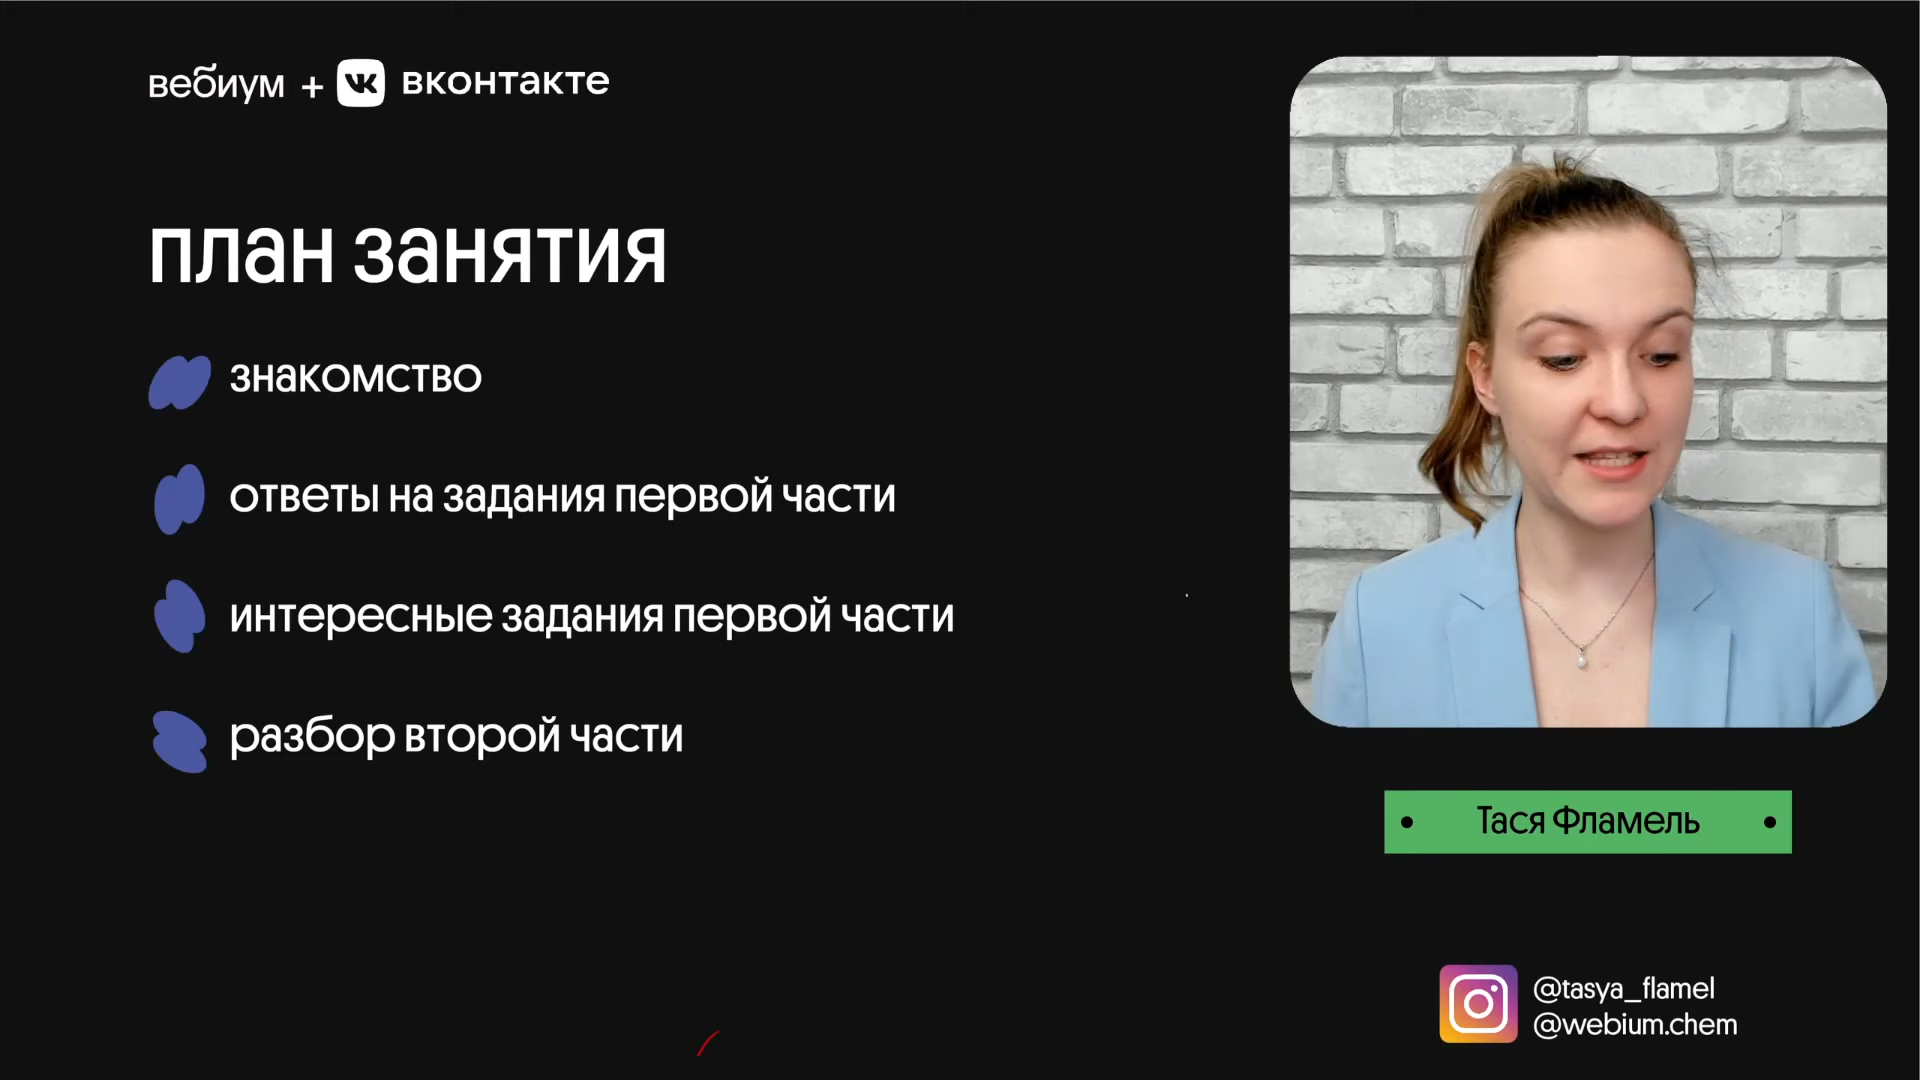 вебиум + вконтакте
план занятия
знакомство
ответы на задания первой части
интересные задания первой части
разбор второй части
• Тася Фламель •
@tasya_flamel
@webium.chem